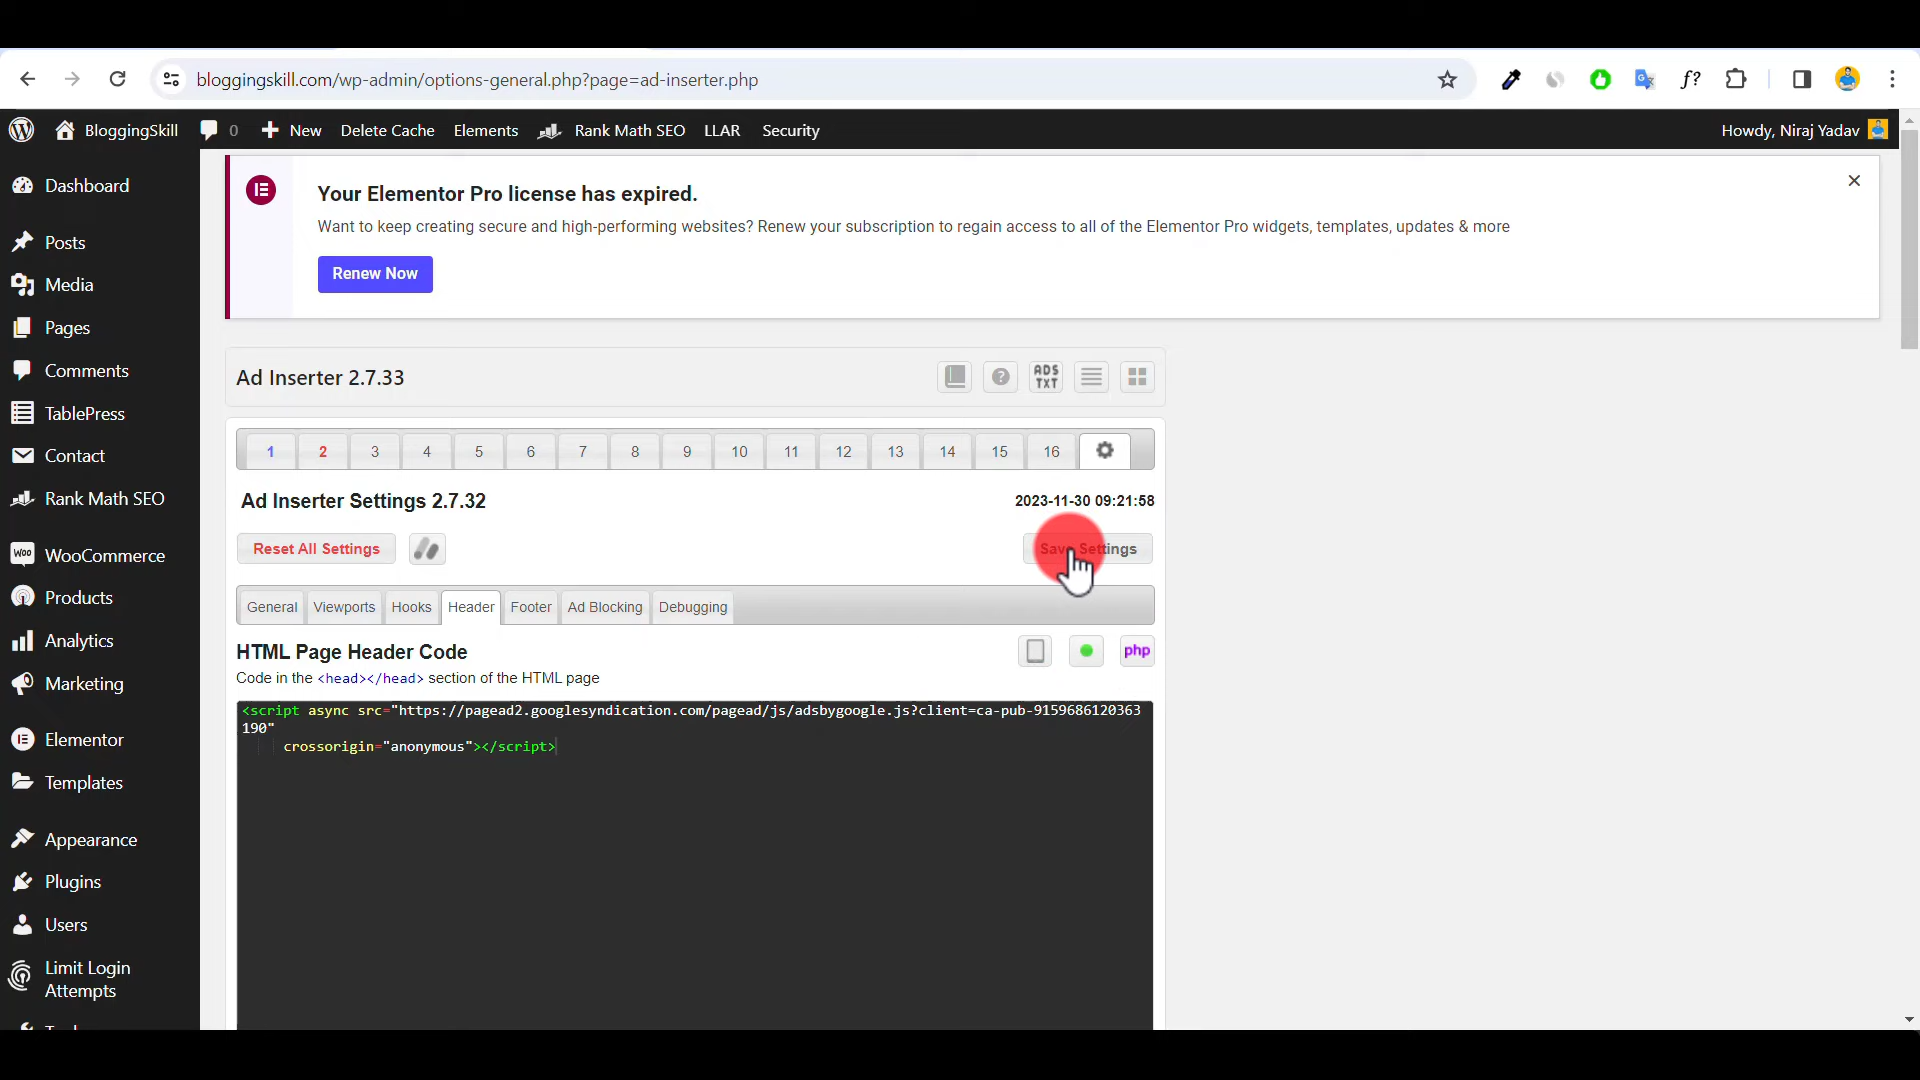 bloggingskill.com/wp-admin/options-general.php?page=ad-inserter.php
BloggingSkill 0 New Delete Cache Elements Rank Math SEO LLAR Security Howdy, Niraj Yadav
Dashboard
Posts
Media
Pages
Comments
TablePress
Contact
Rank Math SEO
WooCommerce
Products
Analytics
Marketing
Elementor
Templates
Appearance
Plugins
Users
Limit Login
Attempts
Your Elementor Pro license has expired.
Want to keep creating secure and high-performing websites? Renew your subscription to regain access to all of the Elementor Pro widgets, templates, updates & more
Renew Now
Ad Inserter 2.7.33
ADS
TXT
1 2 3 4 5 6 7 8 9 10 11 12 13 14 15 16
Ad Inserter Settings 2.7.32 2023-11-30 09:21:58
Reset All Settings Save Settings
General Viewports Hooks Header Footer Ad Blocking Debugging
HTML Page Header Code php
Code in the <head></head> section of the HTML page
<script async src="https://pagead2.googlesyndication.com/pagead/js/adsbygoogle.js?client=ca-pub-9159686120363
190"
crossorigin="anonymous"></script>